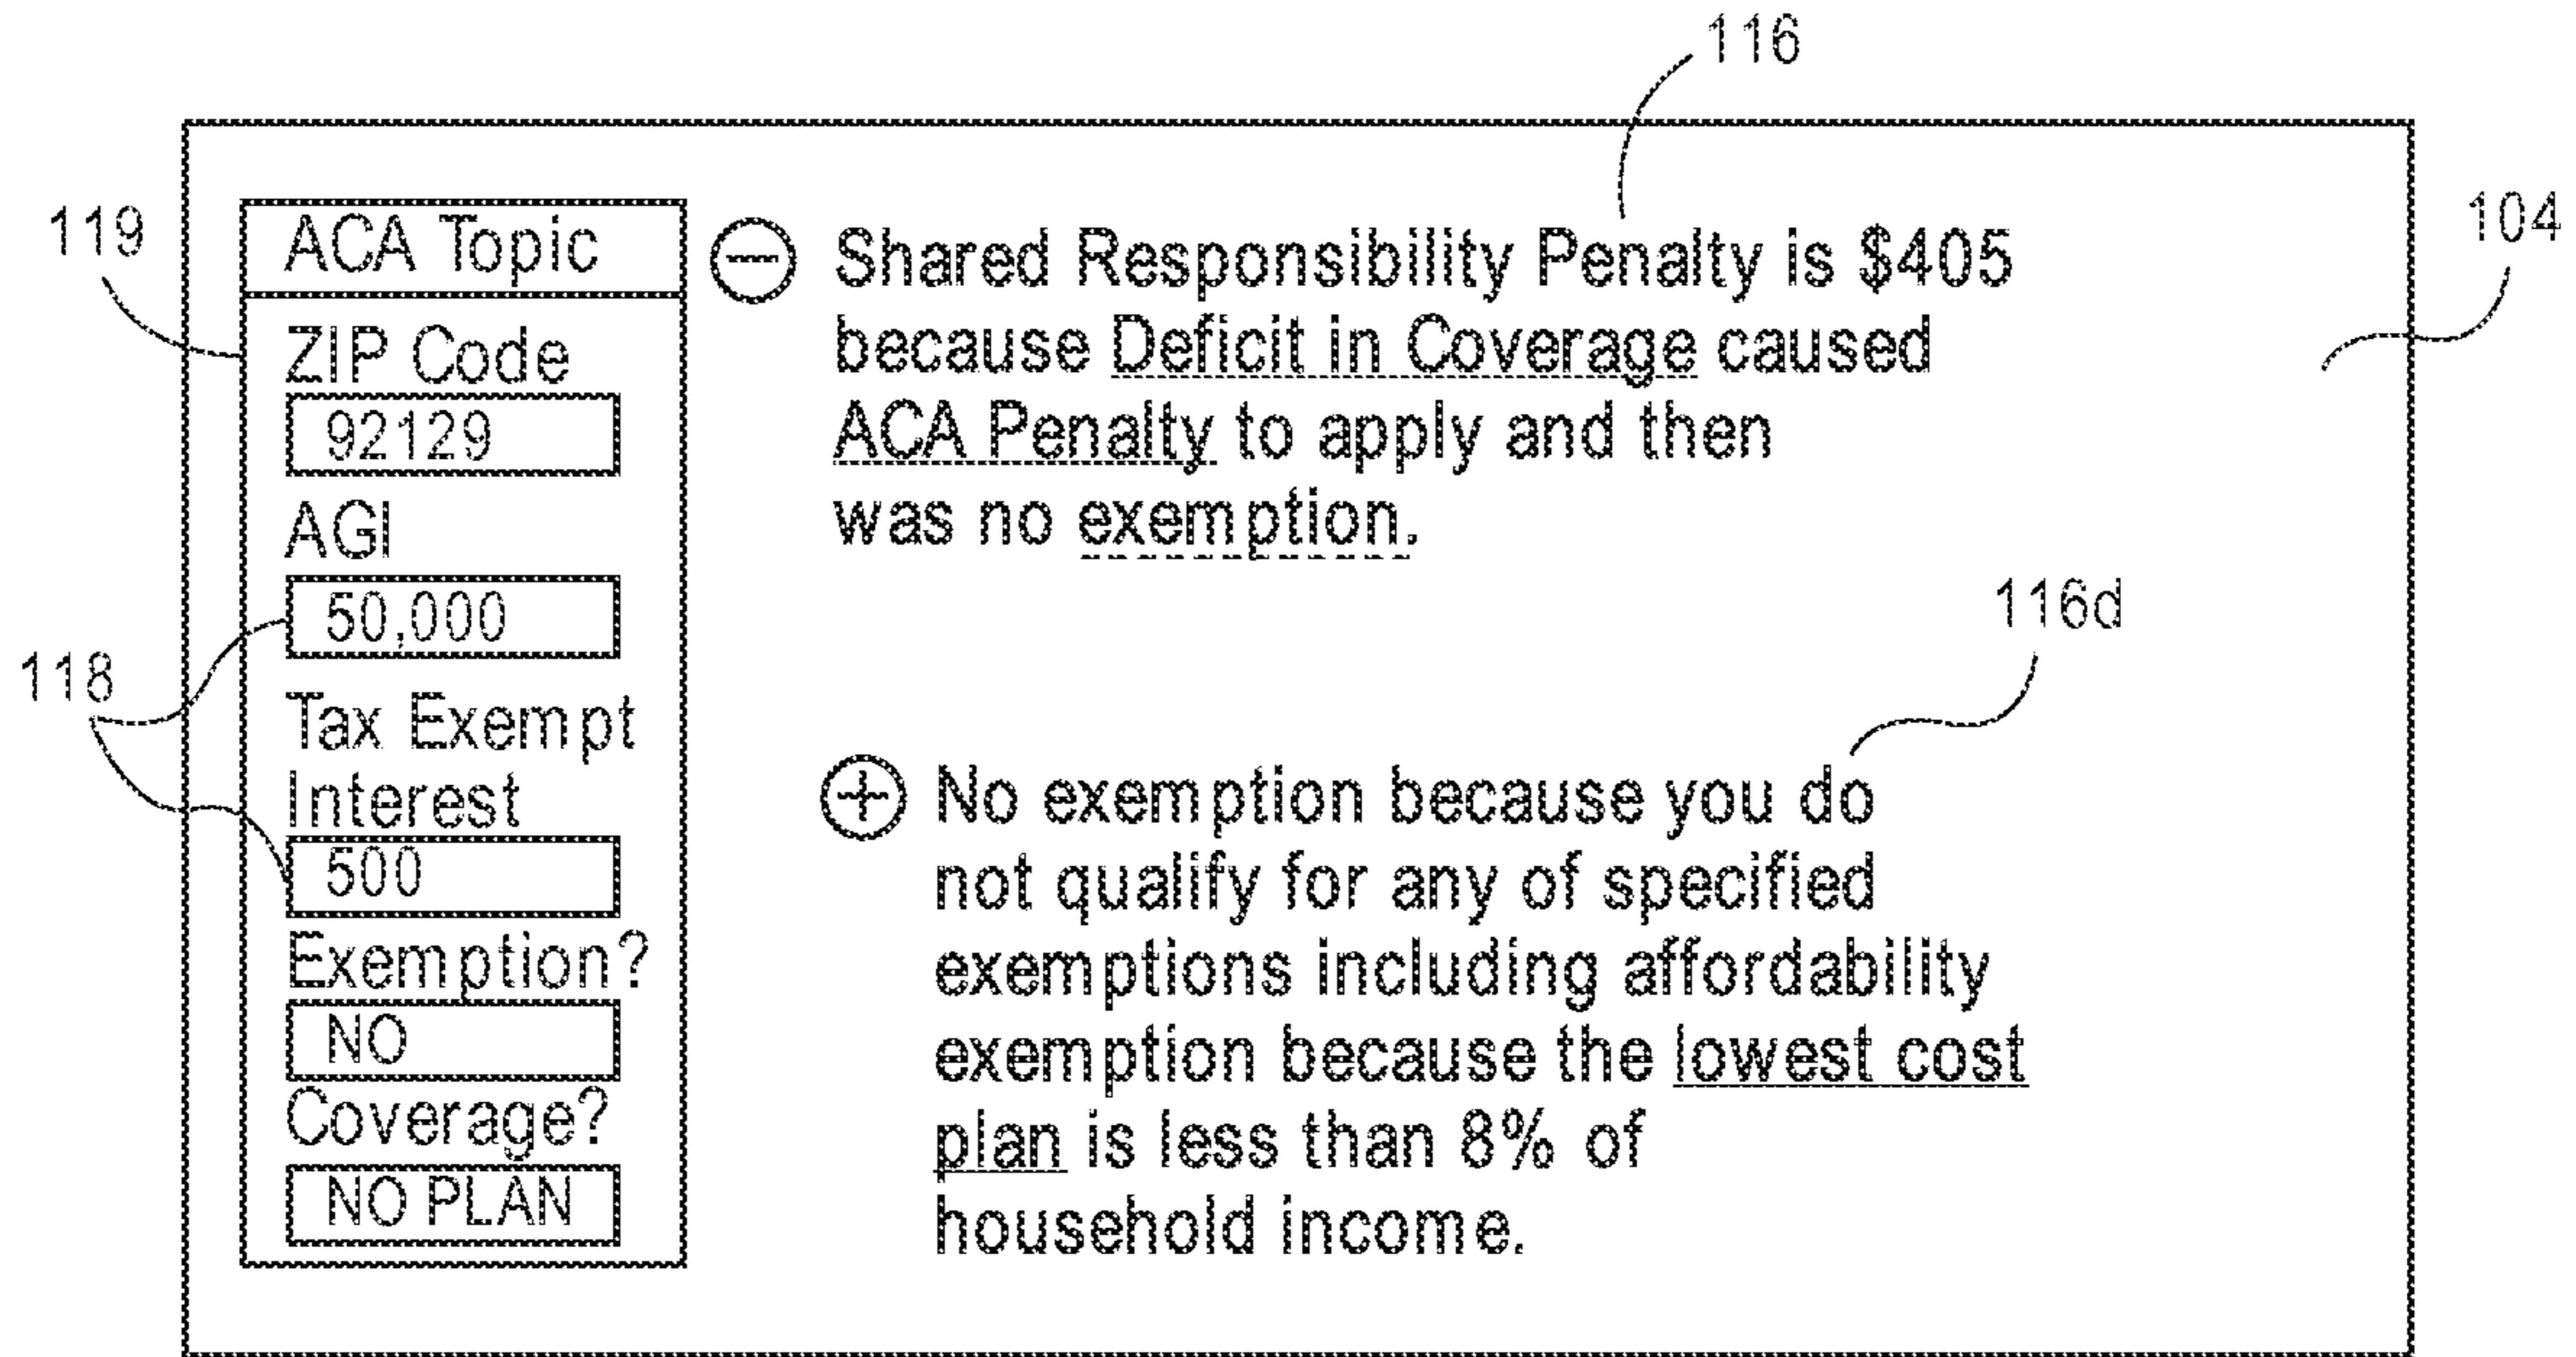 116
119
104
ACA Topic
ZIP Code
92129
AGI
50,000
118
Tax Exempt
Interest
500
Exemption?
NO
Coverage?
NO PLAN
Shared Responsibility Penalty is $405
because Deficit in Coverage caused
ACA Penalty to apply and then
was no exemption.
116d
No exemption because you do
not qualify for any of specified
exemptions including affordability
exemption because the lowest cost
plan is less than 8% of
household income.